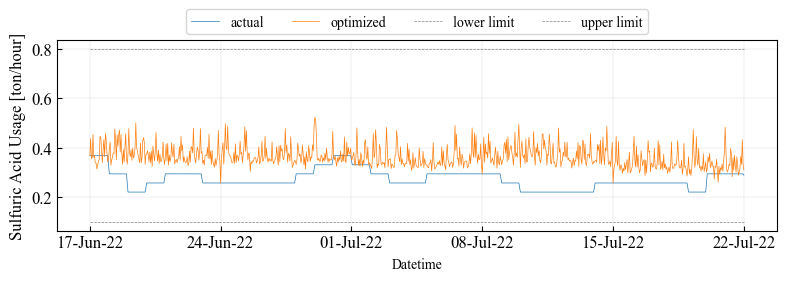 actual optimized lower limit upper limit
Sulfuric Acid Usage [ton/hour]
0.8
0.6
0.4
0.2
17-Jun-22 24-Jun-22 01-Jul-22 08-Jul-22 15-Jul-22 22-Jul-22
Datetime